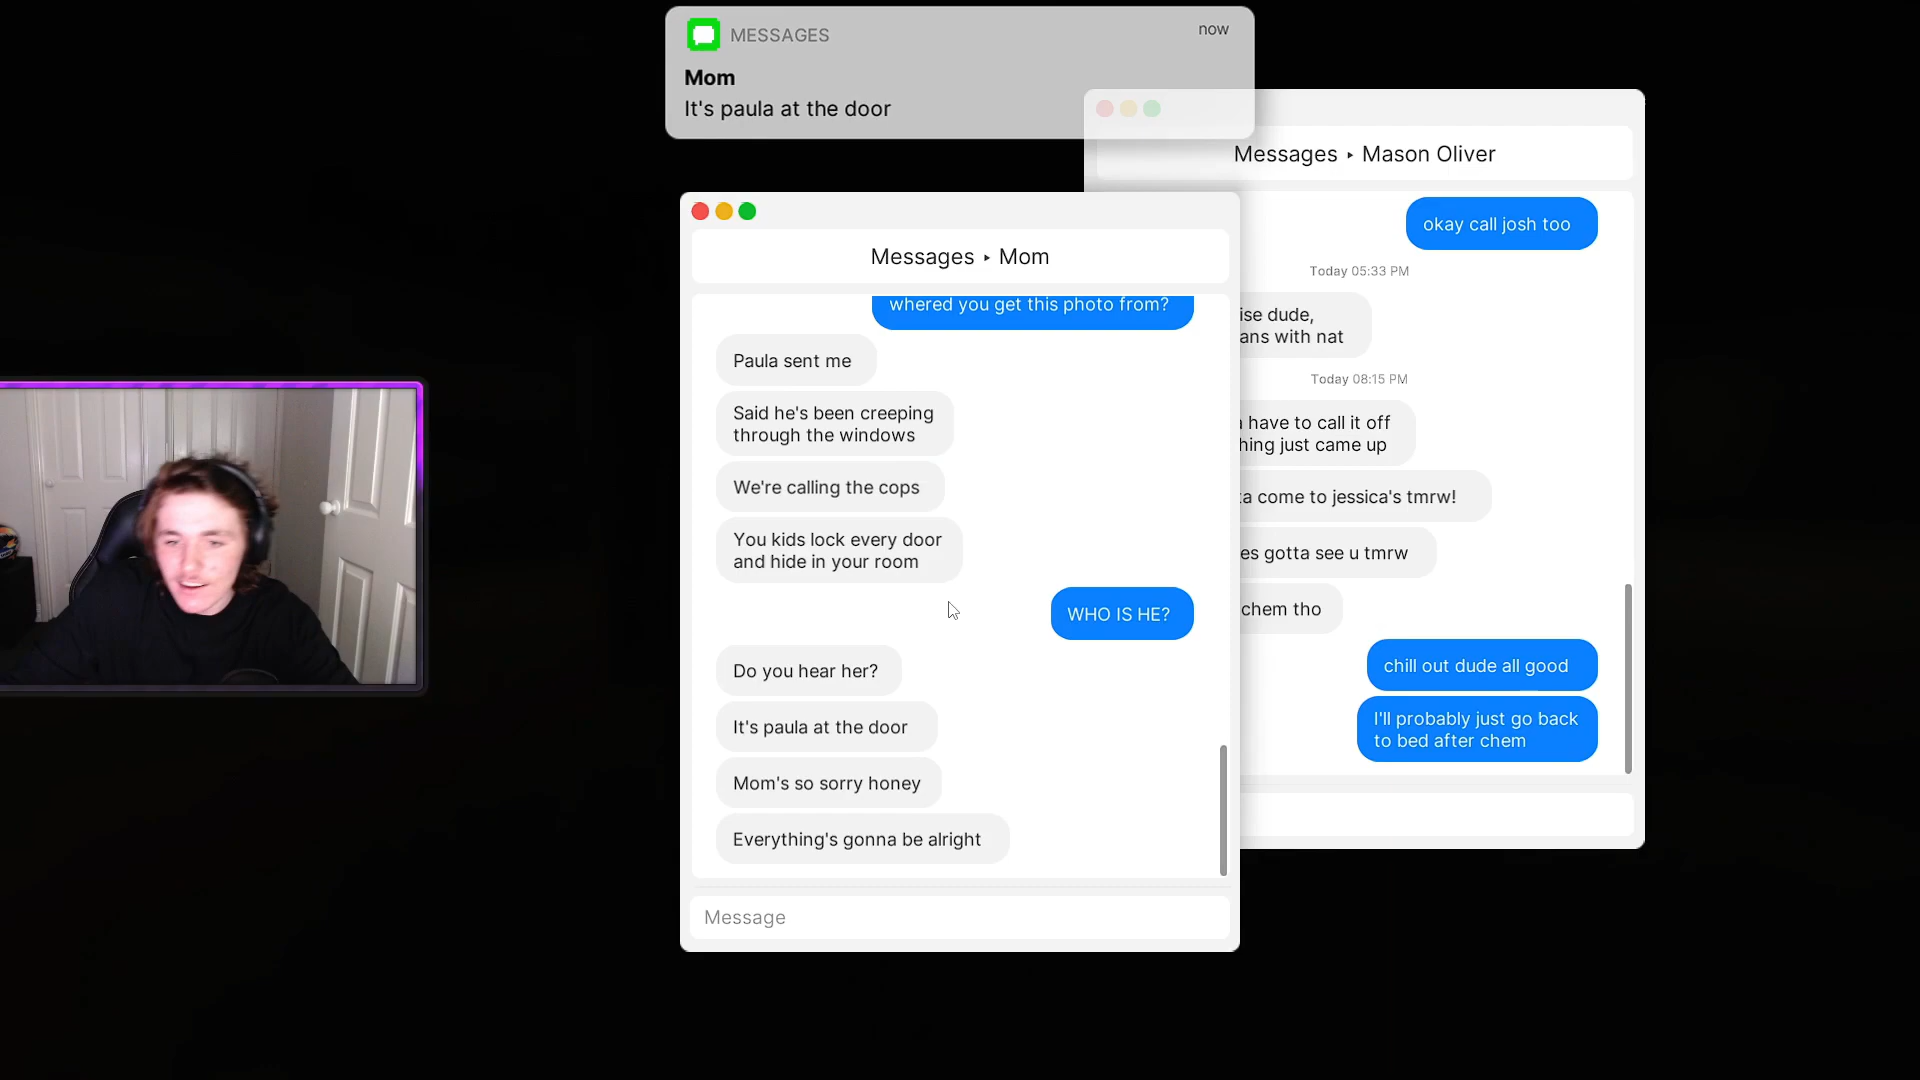 MESSAGES
now
Mom
It's paula at the door
Messages ‣ Mom
whered you get this photo from?
Paula sent me
Said he's been creeping
through the windows
We're calling the cops
You kids lock every door
and hide in your room
WHO IS HE?
Do you hear her?
It's paula at the door
Mom's so sorry honey
Everything's gonna be alright
Message
Messages ‣ Mason Oliver
okay call josh too
Today 05:33 PM
dude,
with nat
Today 08:15 PM
have to call it off
just came up
come to jessica's tmrw!
gotta see u tmrw
chem tho
chill out dude all good
I'll probably just go back
to bed after chem